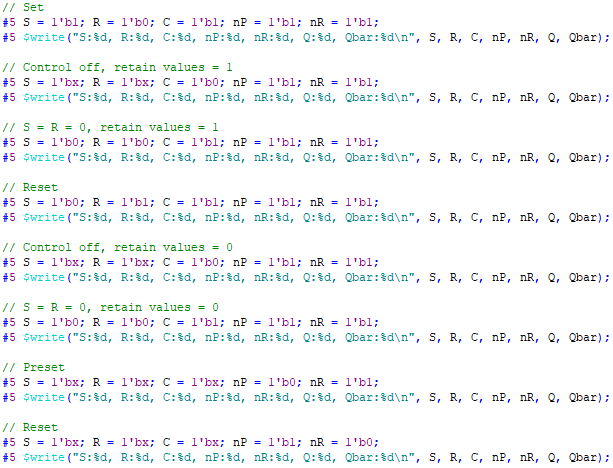 // Set
#5 S = 1'b1; R = 1'b0; C = 1'b1; nP = 1'b1; nR = 1'b1;
#5 $write("S:%d, R:%d, C:%d, nP:%d, nR:%d, Q:%d, Qbar:%d\n", S, R, C, nP, nR, Q, Qbar);
// Control off, retain values = 1
#5 S = 1'bx; R = 1'bx; C = 1'b0; nP = 1'b1; nR = 1'b1;
#5 $write("S:%d, R:%d, C:%d, nP:%d, nR:%d, Q:%d, Qbar:%d\n", S, R, C, nP, nR, Q, Qbar);
// S = R = 0, retain values = 1
#5 S = 1'b0; R = 1'b0; C = 1'b1; nP = 1'b1; nR = 1'b1;
#5 $write("S:%d, R:%d, C:%d, nP:%d, nR:%d, Q:%d, Qbar:%d\n", S, R, C, nP, nR, Q, Qbar);
// Reset
#5 S = 1'b0; R = 1'b1; C = 1'b1; nP = 1'b1; nR = 1'b1;
#5 $write("S:%d, R:%d, C:%d, nP:%d, nR:%d, Q:%d, Qbar:%d\n", S, R, C, nP, nR, Q, Qbar);
// Control off, retain values = 0
#5 S = 1'bx; R = 1'bx; C = 1'b0; nP = 1'b1; nR = 1'b1;
#5 $write("S:%d, R:%d, C:%d, nP:%d, nR:%d, Q:%d, Qbar:%d\n", S, R, C, nP, nR, Q, Qbar);
// S = R = 0, retain values = 0
#5 S = 1'b0; R = 1'b0; C = 1'b1; nP = 1'b1; nR = 1'b1;
#5 $write("S:%d, R:%d, C:%d, nP:%d, nR:%d, Q:%d, Qbar:%d\n", S, R, C, nP, nR, Q, Qbar);
// Preset
#5 S = 1'bx; R = 1'bx; C = 1'bx; nP = 1'b0; nR = 1'b1;
#5 $write("S:%d, R:%d, C:%d, nP:%d, nR:%d, Q:%d, Qbar:%d\n", S, R, C, nP, nR, Q, Qbar);
// Reset
#5 S = 1'bx; R = 1'bx; C = 1'bx; nP = 1'b1; nR = 1'b0;
#5 $write("S:%d, R:%d, C:%d, nP:%d, nR:%d, Q:%d, Qbar:%d\n", S, R, C, nP, nR, Q, Qbar);